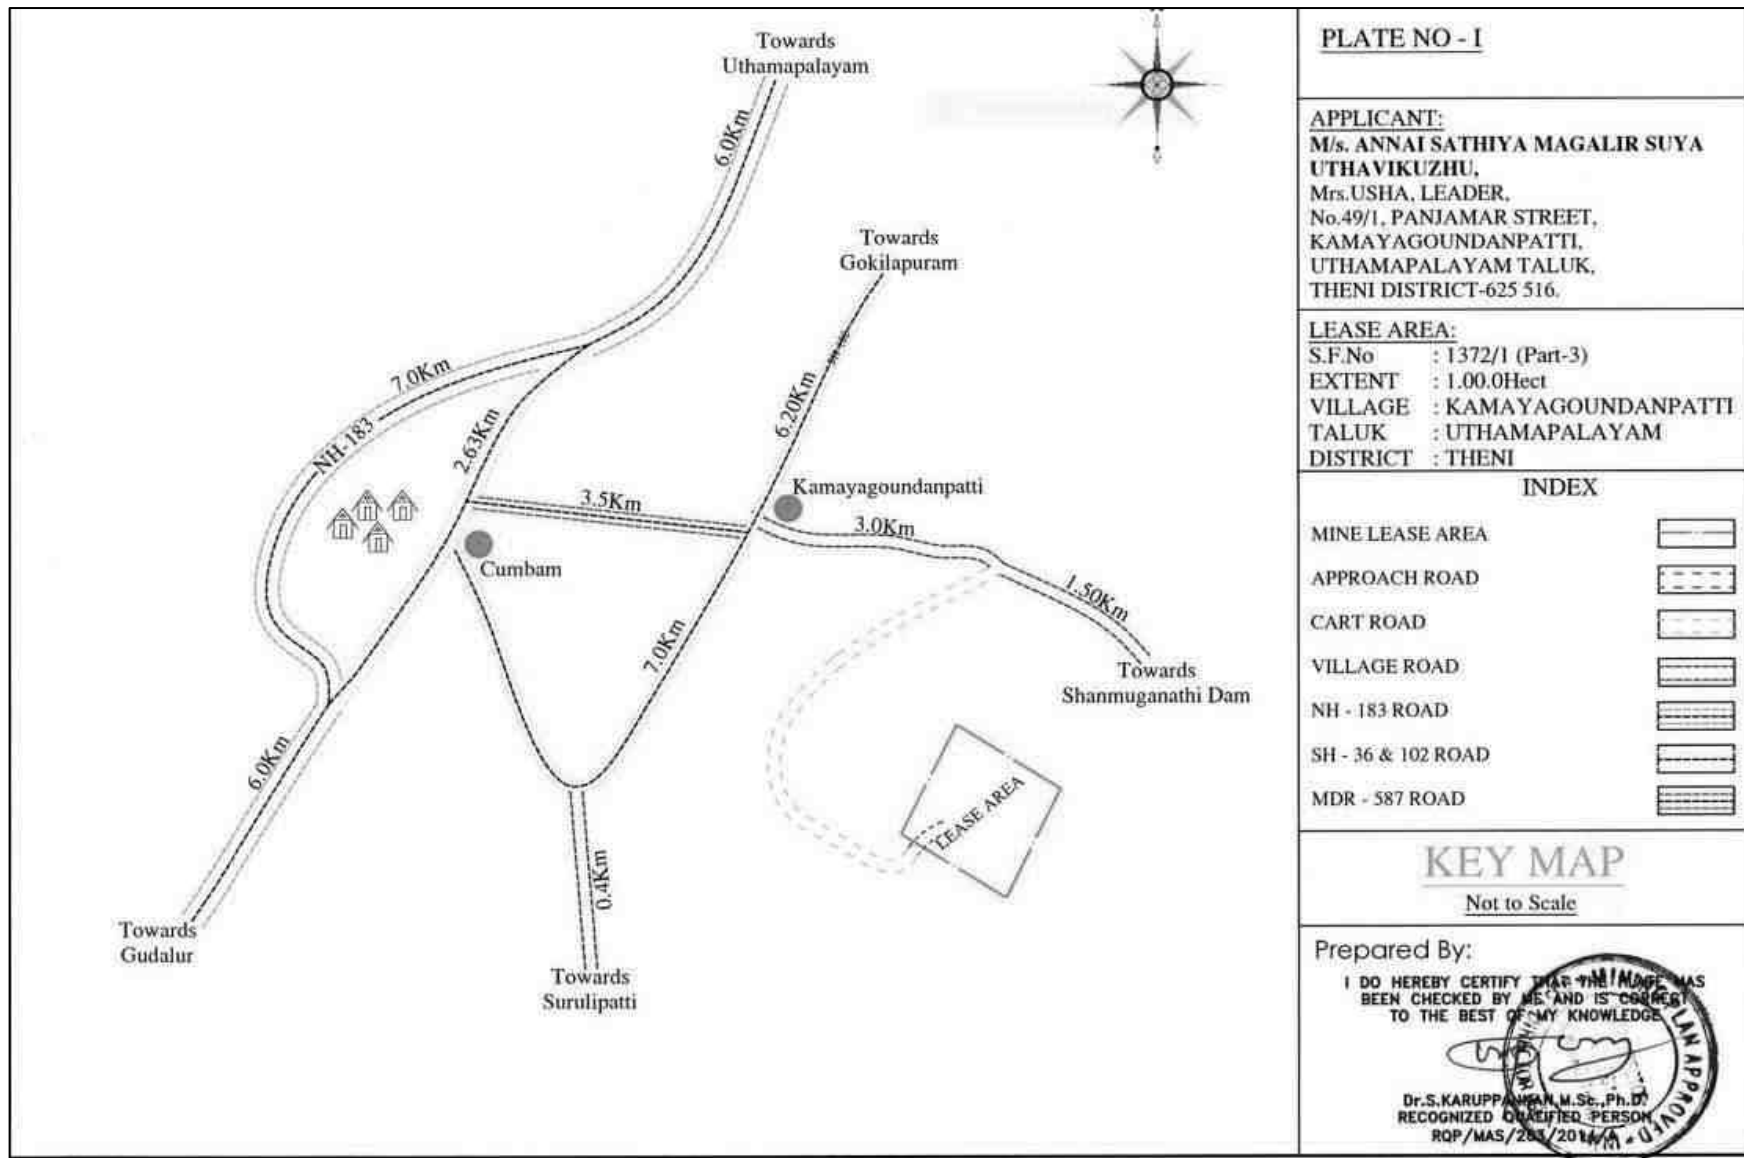 Towards
Uthamapalayam
6.0Km
Towards
Gokilapuram
7.0Km
NH-183
2.63Km
6.20Km
3.5Km
Kamayagoundanpatti
3.0Km
Cumbam
1.50Km
7.0Km
Towards
Shanmuganathi Dam
6.0Km
LEASE AREA
0.4Km
Towards
Gudalur
Towards
Surulipatti
PLATE NO - I
APPLICANT:
M/s. ANNAI SATHIYA MAGALIR SUYA
UTHAVIKUZHU,
Mrs.USHA, LEADER,
No.49/1, PANJAMAR STREET,
KAMAYAGOUNDANPATTI,
UTHAMAPALAYAM TALUK,
THENI DISTRICT-625 516.
LEASE AREA:
S.F.No : 1372/1 (Part-3)
EXTENT : 1.00.0Hect
VILLAGE : KAMAYAGOUNDANPATTI
TALUK : UTHAMAPALAYAM
DISTRICT : THENI
INDEX
MINE LEASE AREA
APPROACH ROAD
CART ROAD
VILLAGE ROAD
NH - 183 ROAD
SH - 36 & 102 ROAD
MDR - 587 ROAD
KEY MAP
Not to Scale
Prepared By:
I DO HEREBY CERTIFY THAT THE
BEEN CHECKED BY ME AND IS CORRECT
TO THE BEST OF MY KNOWLEDGE
Dr.S.KARUPPANNAN,M.Sc.,Ph.D.
RECOGNIZED QUALIFIED PERSON
PLAN APPROVED